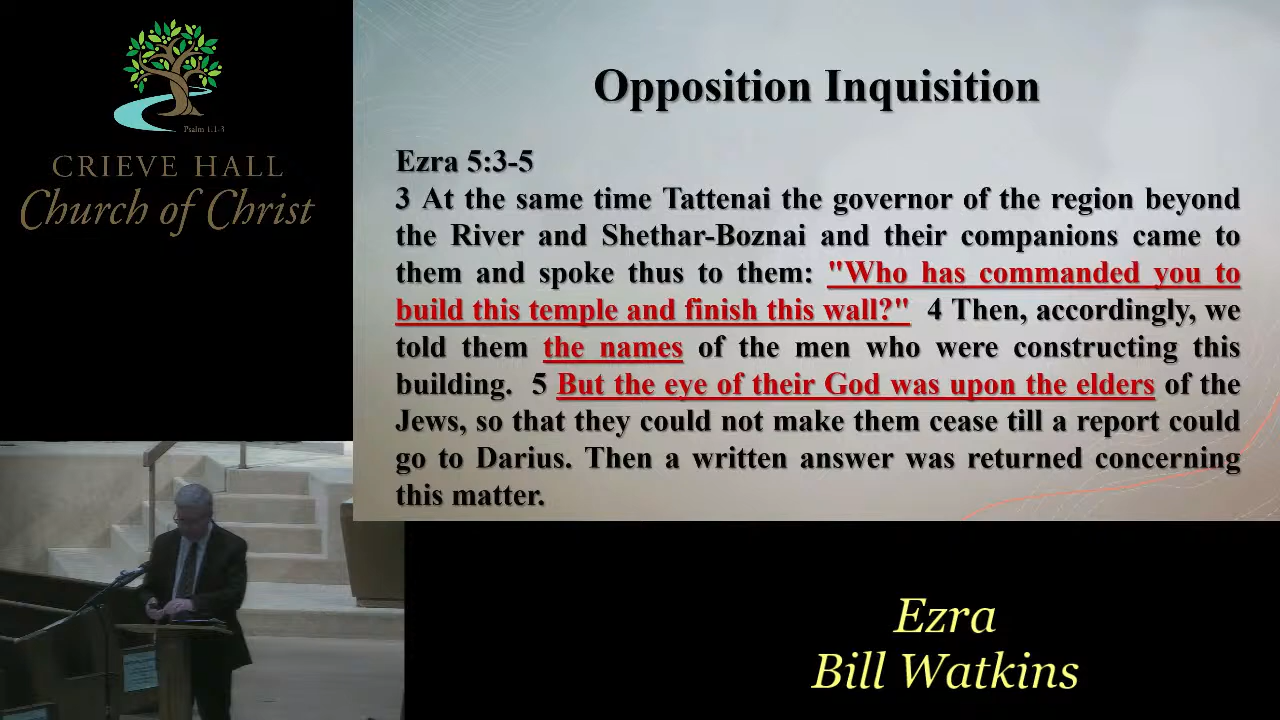 Psalm 1.1-3
CRIEVE HALL
Church of Christ
Opposition Inquisition
Ezra 5:3-5
3 At the same time Tattenai the governor of the region beyond
the River and Shethar-Boznai and their companions came to
them and spoke thus to them: "Who has commanded you to
build this temple and finish this wall?" 4 Then, accordingly, we
told them the names of the men who were constructing this
building. 5 But the eye of their God was upon the elders of the
Jews, so that they could not make them cease till a report could
go to Darius. Then a written answer was returned concerning
this matter.
Ezra
Bill Watkins